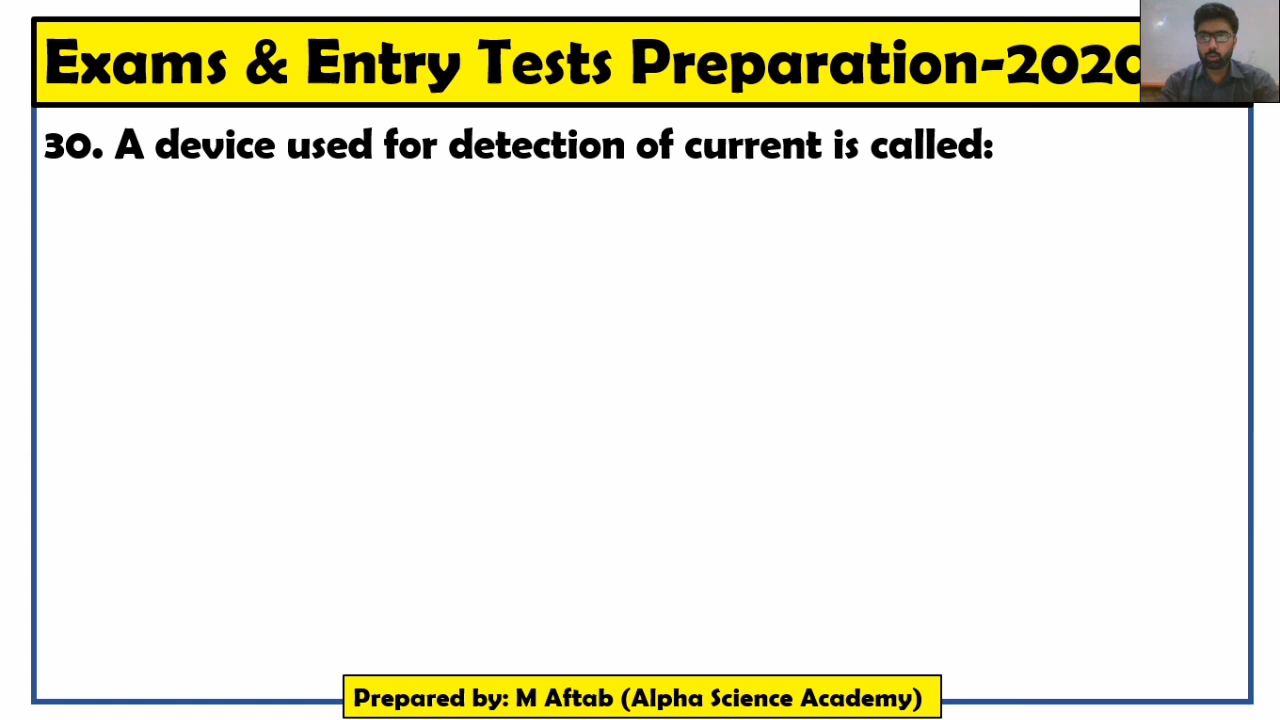 Exams & Entry Tests Preparation-2020
30. A device used for detection of current is called:
Prepared by: M Aftab (Alpha Science Academy)